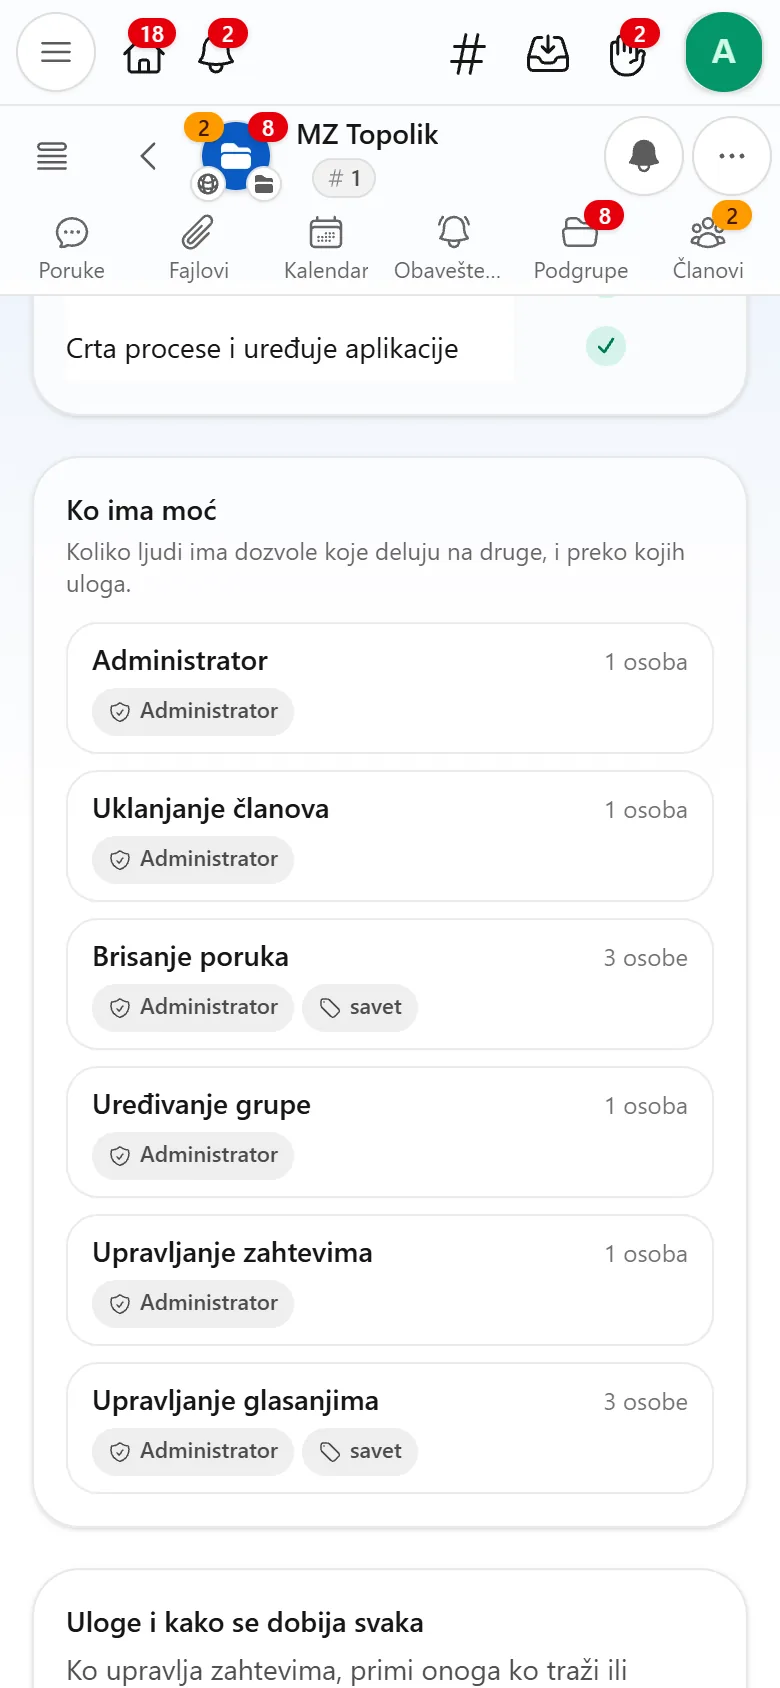 18
2
#
2
A
2
8
MZ Topolik
# 1
Poruke
Fajlovi
Kalendar
Obavešte...
8
Podgrupe
2
Članovi
Crta procese i uređuje aplikacije
Ko ima moć
Koliko ljudi ima dozvole koje deluju na druge, i preko kojih
uloga.
Administrator
1 osoba
Administrator
Uklanjanje članova
1 osoba
Administrator
Brisanje poruka
3 osobe
Administrator
savet
Uređivanje grupe
1 osoba
Administrator
Upravljanje zahtevima
1 osoba
Administrator
Upravljanje glasanjima
3 osobe
Administrator
savet
Uloge i kako se dobija svaka
Ko upravlja zahtevima, primi onoga ko traži ili